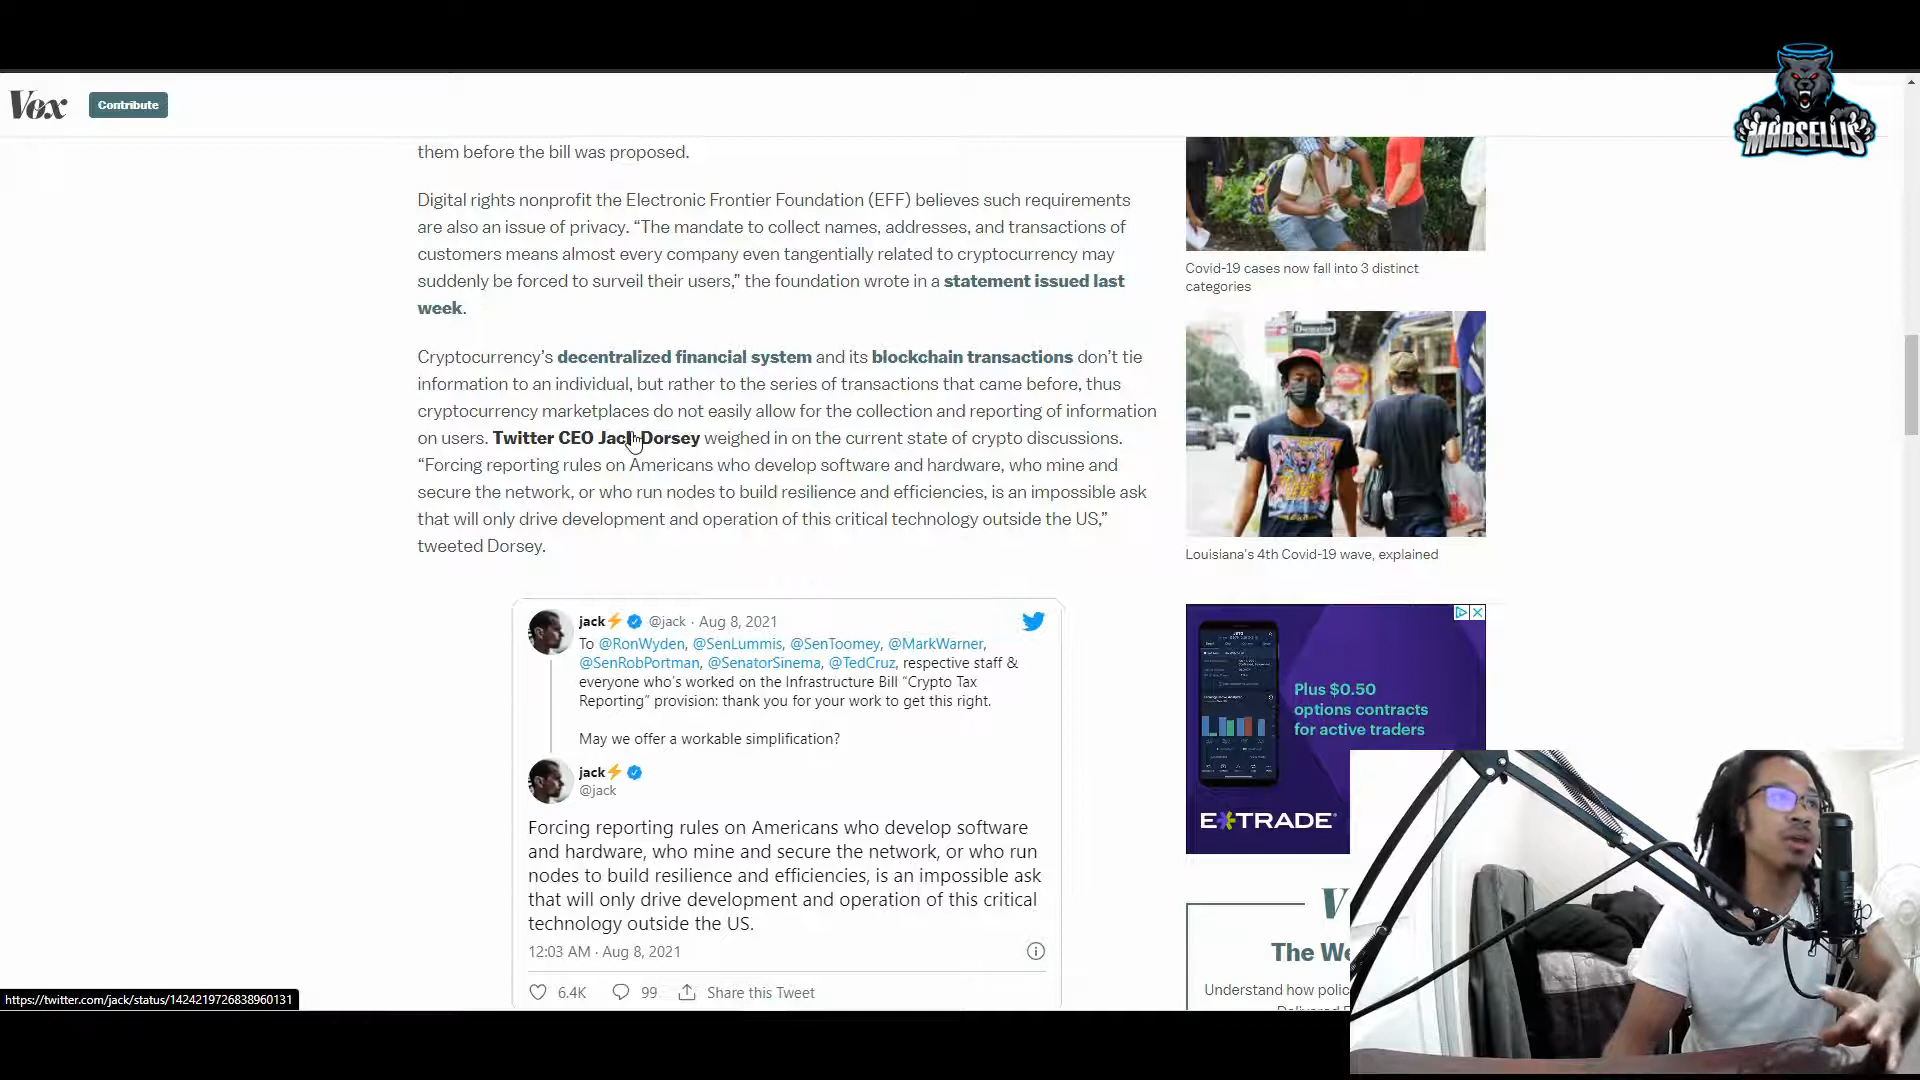 Vox
Contribute
MARSELLIS
them before the bill was proposed.
Digital rights nonprofit the Electronic Frontier Foundation (EFF) believes such requirements
are also an issue of privacy. “The mandate to collect names, addresses, and transactions of
customers means almost every company even tangentially related to cryptocurrency may
suddenly be forced to surveil their users,” the foundation wrote in a statement issued last
week.
Cryptocurrency’s decentralized financial system and its blockchain transactions don’t tie
information to an individual, but rather to the series of transactions that came before, thus
cryptocurrency marketplaces do not easily allow for the collection and reporting of information
on users. Twitter CEO Jack Dorsey weighed in on the current state of crypto discussions.
“Forcing reporting rules on Americans who develop software and hardware, who mine and
secure the network, or who run nodes to build resilience and efficiencies, is an impossible ask
that will only drive development and operation of this critical technology outside the US,”
tweeted Dorsey.
jack⚡ @jack · Aug 8, 2021
To @RonWyden, @SenLummis, @SenToomey, @MarkWarner,
@SenRobPortman, @SenatorSinema, @TedCruz, respective staff &
everyone who’s worked on the Infrastructure Bill “Crypto Tax
Reporting” provision: thank you for your work to get this right.
May we offer a workable simplification?
jack⚡
@jack
Forcing reporting rules on Americans who develop software
and hardware, who mine and secure the network, or who run
nodes to build resilience and efficiencies, is an impossible ask
that will only drive development and operation of this critical
technology outside the US.
12:03 AM · Aug 8, 2021
6.4K 99 Share this Tweet
Covid-19 cases now fall into 3 distinct
categories
Louisiana’s 4th Covid-19 wave, explained
Plus $0.50
options contracts
for active traders
E*TRADE
V
The We
Understand how polic
https://twitter.com/jack/status/1424219726838960131